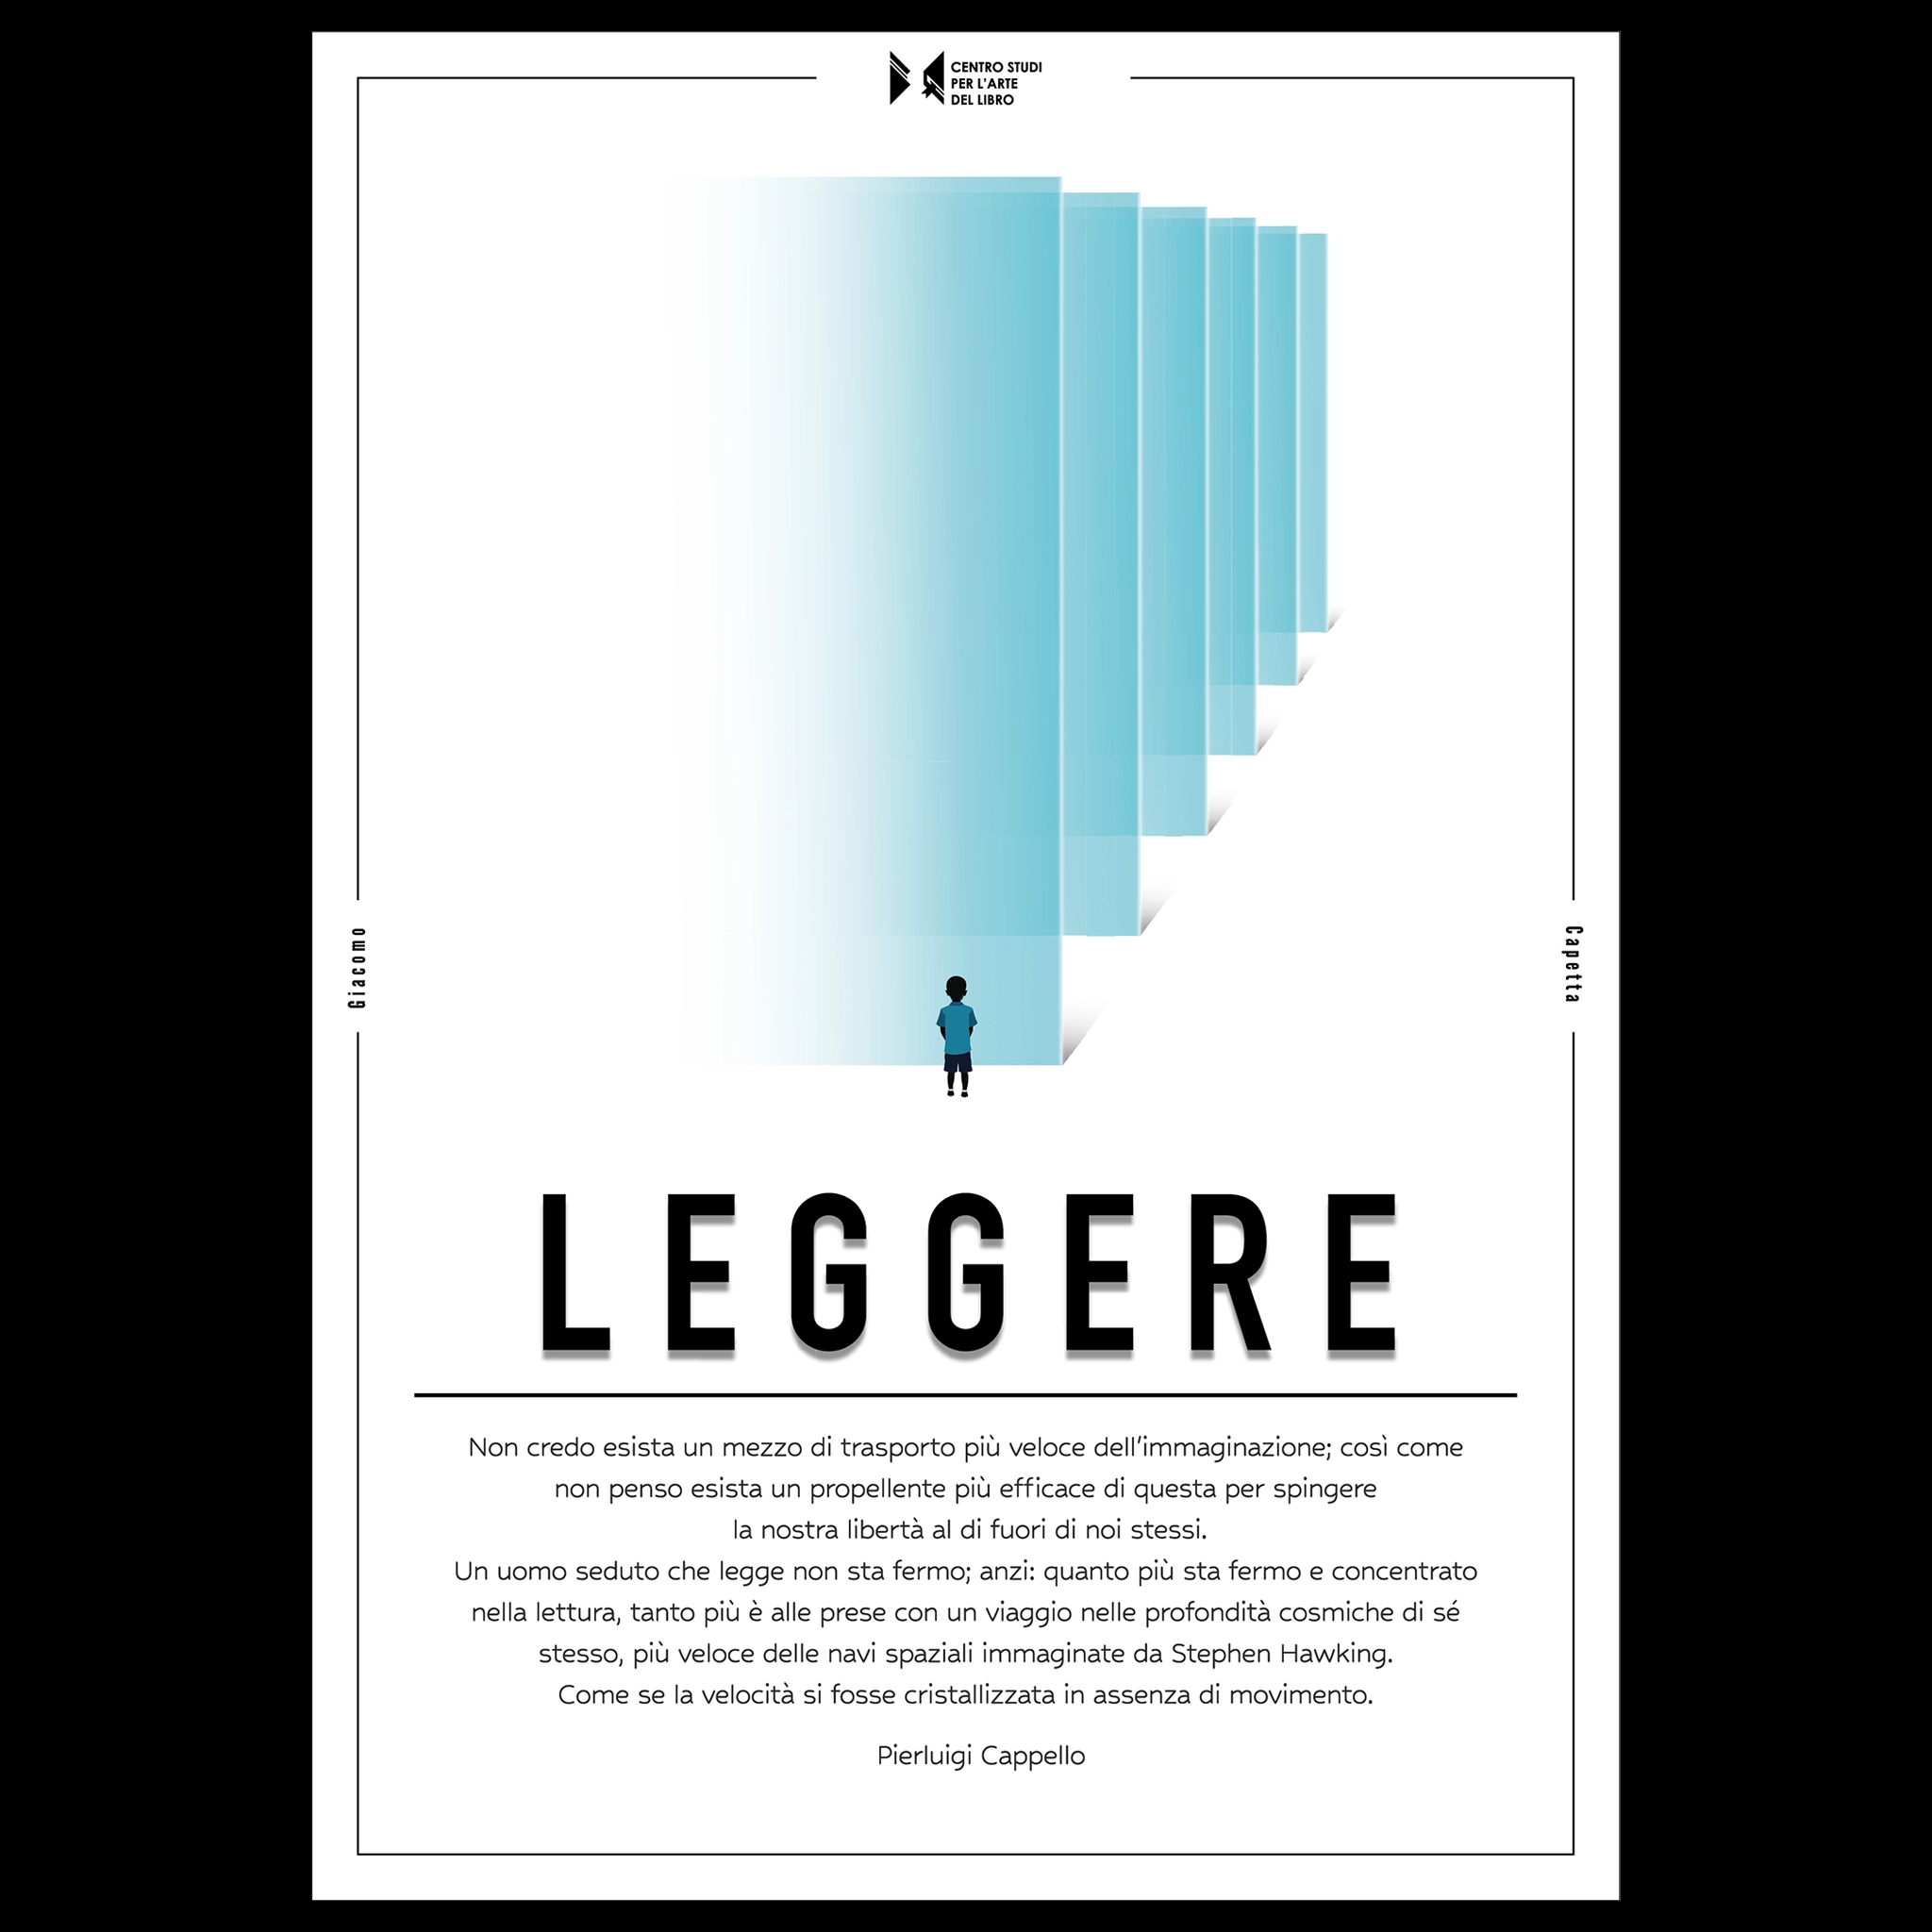 CENTRO STUDI
PER L'ARTE
DEL LIBRO
Giacomo
Capetta
LEGGERE
Non credo esista un mezzo di trasporto più veloce dell'immaginazione; così come
non penso esista un propellente più efficace di questa per spingere
la nostra libertà al di fuori di noi stessi.
Un uomo seduto che legge non sta fermo; anzi: quanto più sta fermo e concentrato
nella lettura, tanto più è alle prese con un viaggio nelle profondità cosmiche di sé
stesso, più veloce delle navi spaziali immaginate da Stephen Hawking.
Come se la velocità si fosse cristallizzata in assenza di movimento.
Pierluigi Cappello